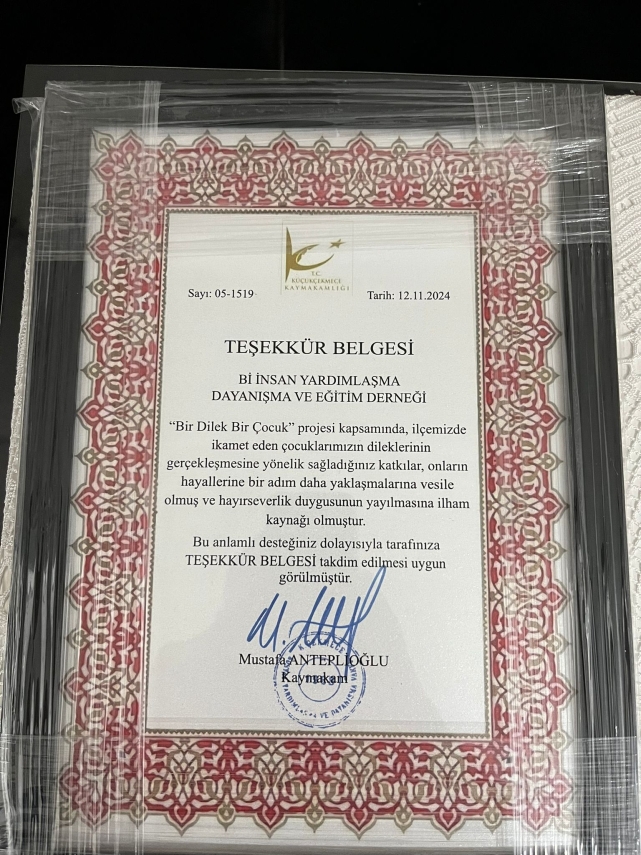 T.C.
KÜÇÜKÇEKMECE
KAYMAKAMLIĞI
Sayı: 05-1519
Tarih: 12.11.2024
TEŞEKKÜR BELGESİ
Bİ İNSAN YARDIMLAŞMA
DAYANIŞMA VE EĞİTİM DERNEĞİ
“Bir Dilek Bir Çocuk” projesi kapsamında, ilçemizde
ikamet eden çocuklarımızın dileklerinin
gerçekleşmesine yönelik sağladığınız katkılar, onların
hayallerine bir adım daha yaklaşmalarına vesile
olmuş ve hayırseverlik duygusunun yayılmasına ilham
kaynağı olmuştur.
Bu anlamlı desteğiniz dolayısıyla tarafınıza
TEŞEKKÜR BELGESİ takdim edilmesi uygun
görülmüştür.
Mustafa ANTEPLİOĞLU
Kaymakam
YARDIMLAŞMA VE DAYANIŞMA